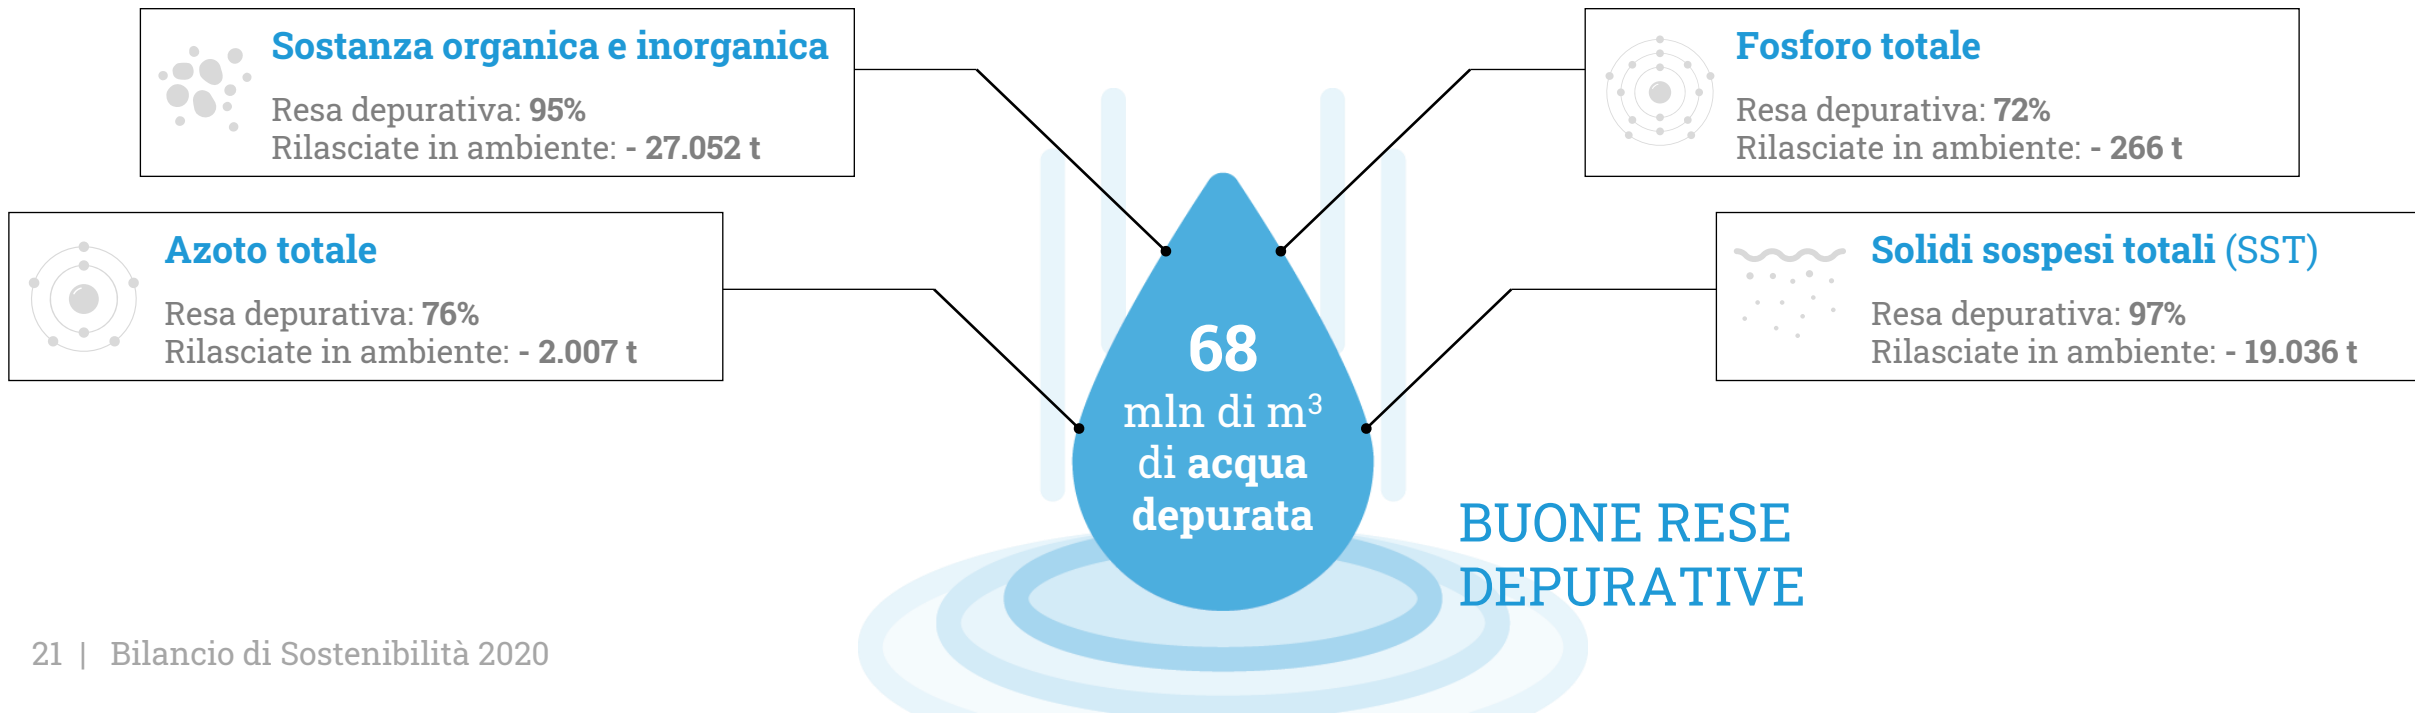 Sostanza organica e inorganica
Resa depurativa: 95%
Rilasciate in ambiente: - 27.052 t
Azoto totale
Resa depurativa: 76%
Rilasciate in ambiente: - 2.007 t
Fosforo totale
Resa depurativa: 72%
Rilasciate in ambiente: - 266 t
Solidi sospesi totali (SST)
Resa depurativa: 97%
Rilasciate in ambiente: - 19.036 t
68
mln di m³
di acqua
depurata
BUONE RESE
DEPURATIVE
21 | Bilancio di Sostenibilità 2020